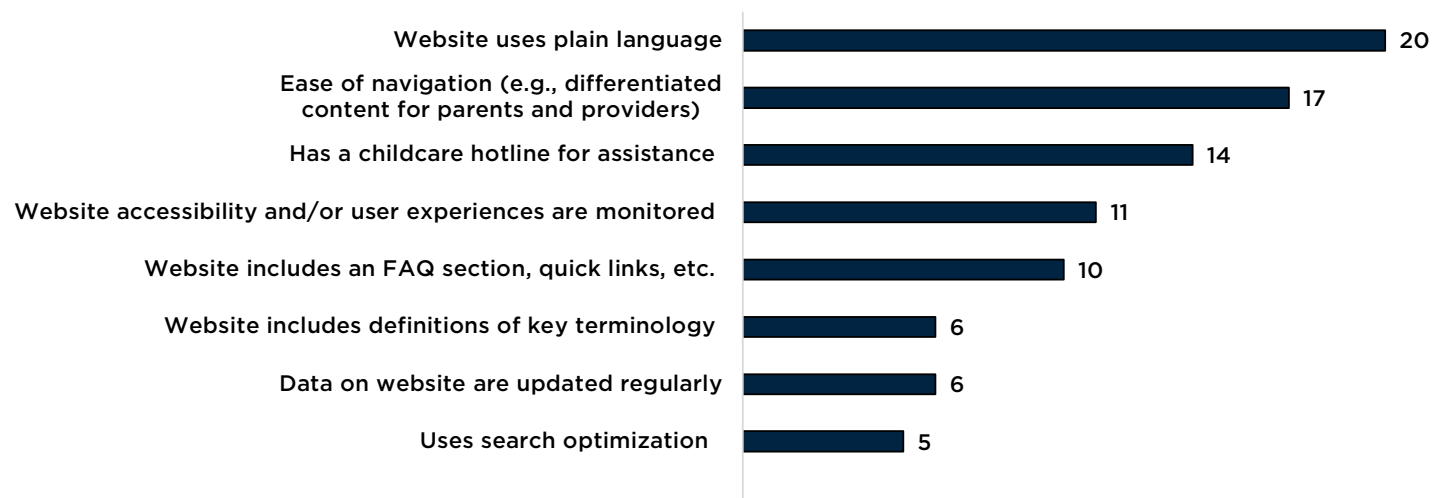 Website uses plain language 20
Ease of navigation (e.g., differentiated
content for parents and providers) 17
Has a childcare hotline for assistance 14
Website accessibility and/or user experiences are monitored 11
Website includes an FAQ section, quick links, etc. 10
Website includes definitions of key terminology 6
Data on website are updated regularly 6
Uses search optimization 5